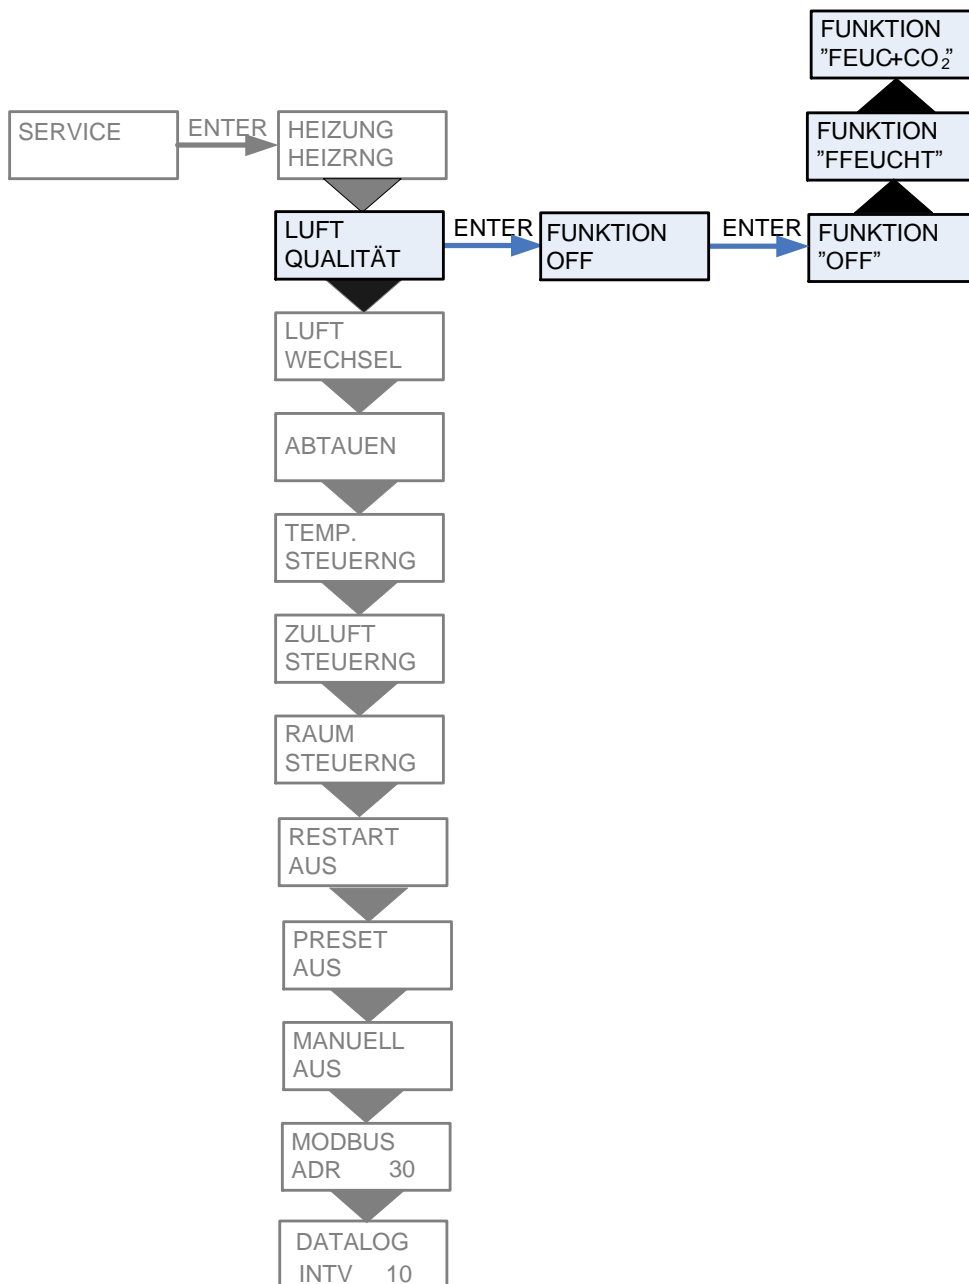 FUNKTION
”FEUC+CO₂”
SERVICE
ENTER
HEIZUNG
HEIZRNG
FUNKTION
”FFEUCHT”
LUFT
QUALITÄT
ENTER
FUNKTION
OFF
ENTER
FUNKTION
”OFF”
LUFT
WECHSEL
ABTAUEN
TEMP.
STEUERNG
ZULUFT
STEUERNG
RAUM
STEUERNG
RESTART
AUS
PRESET
AUS
MANUELL
AUS
MODBUS
ADR 30
DATALOG
INTV 10